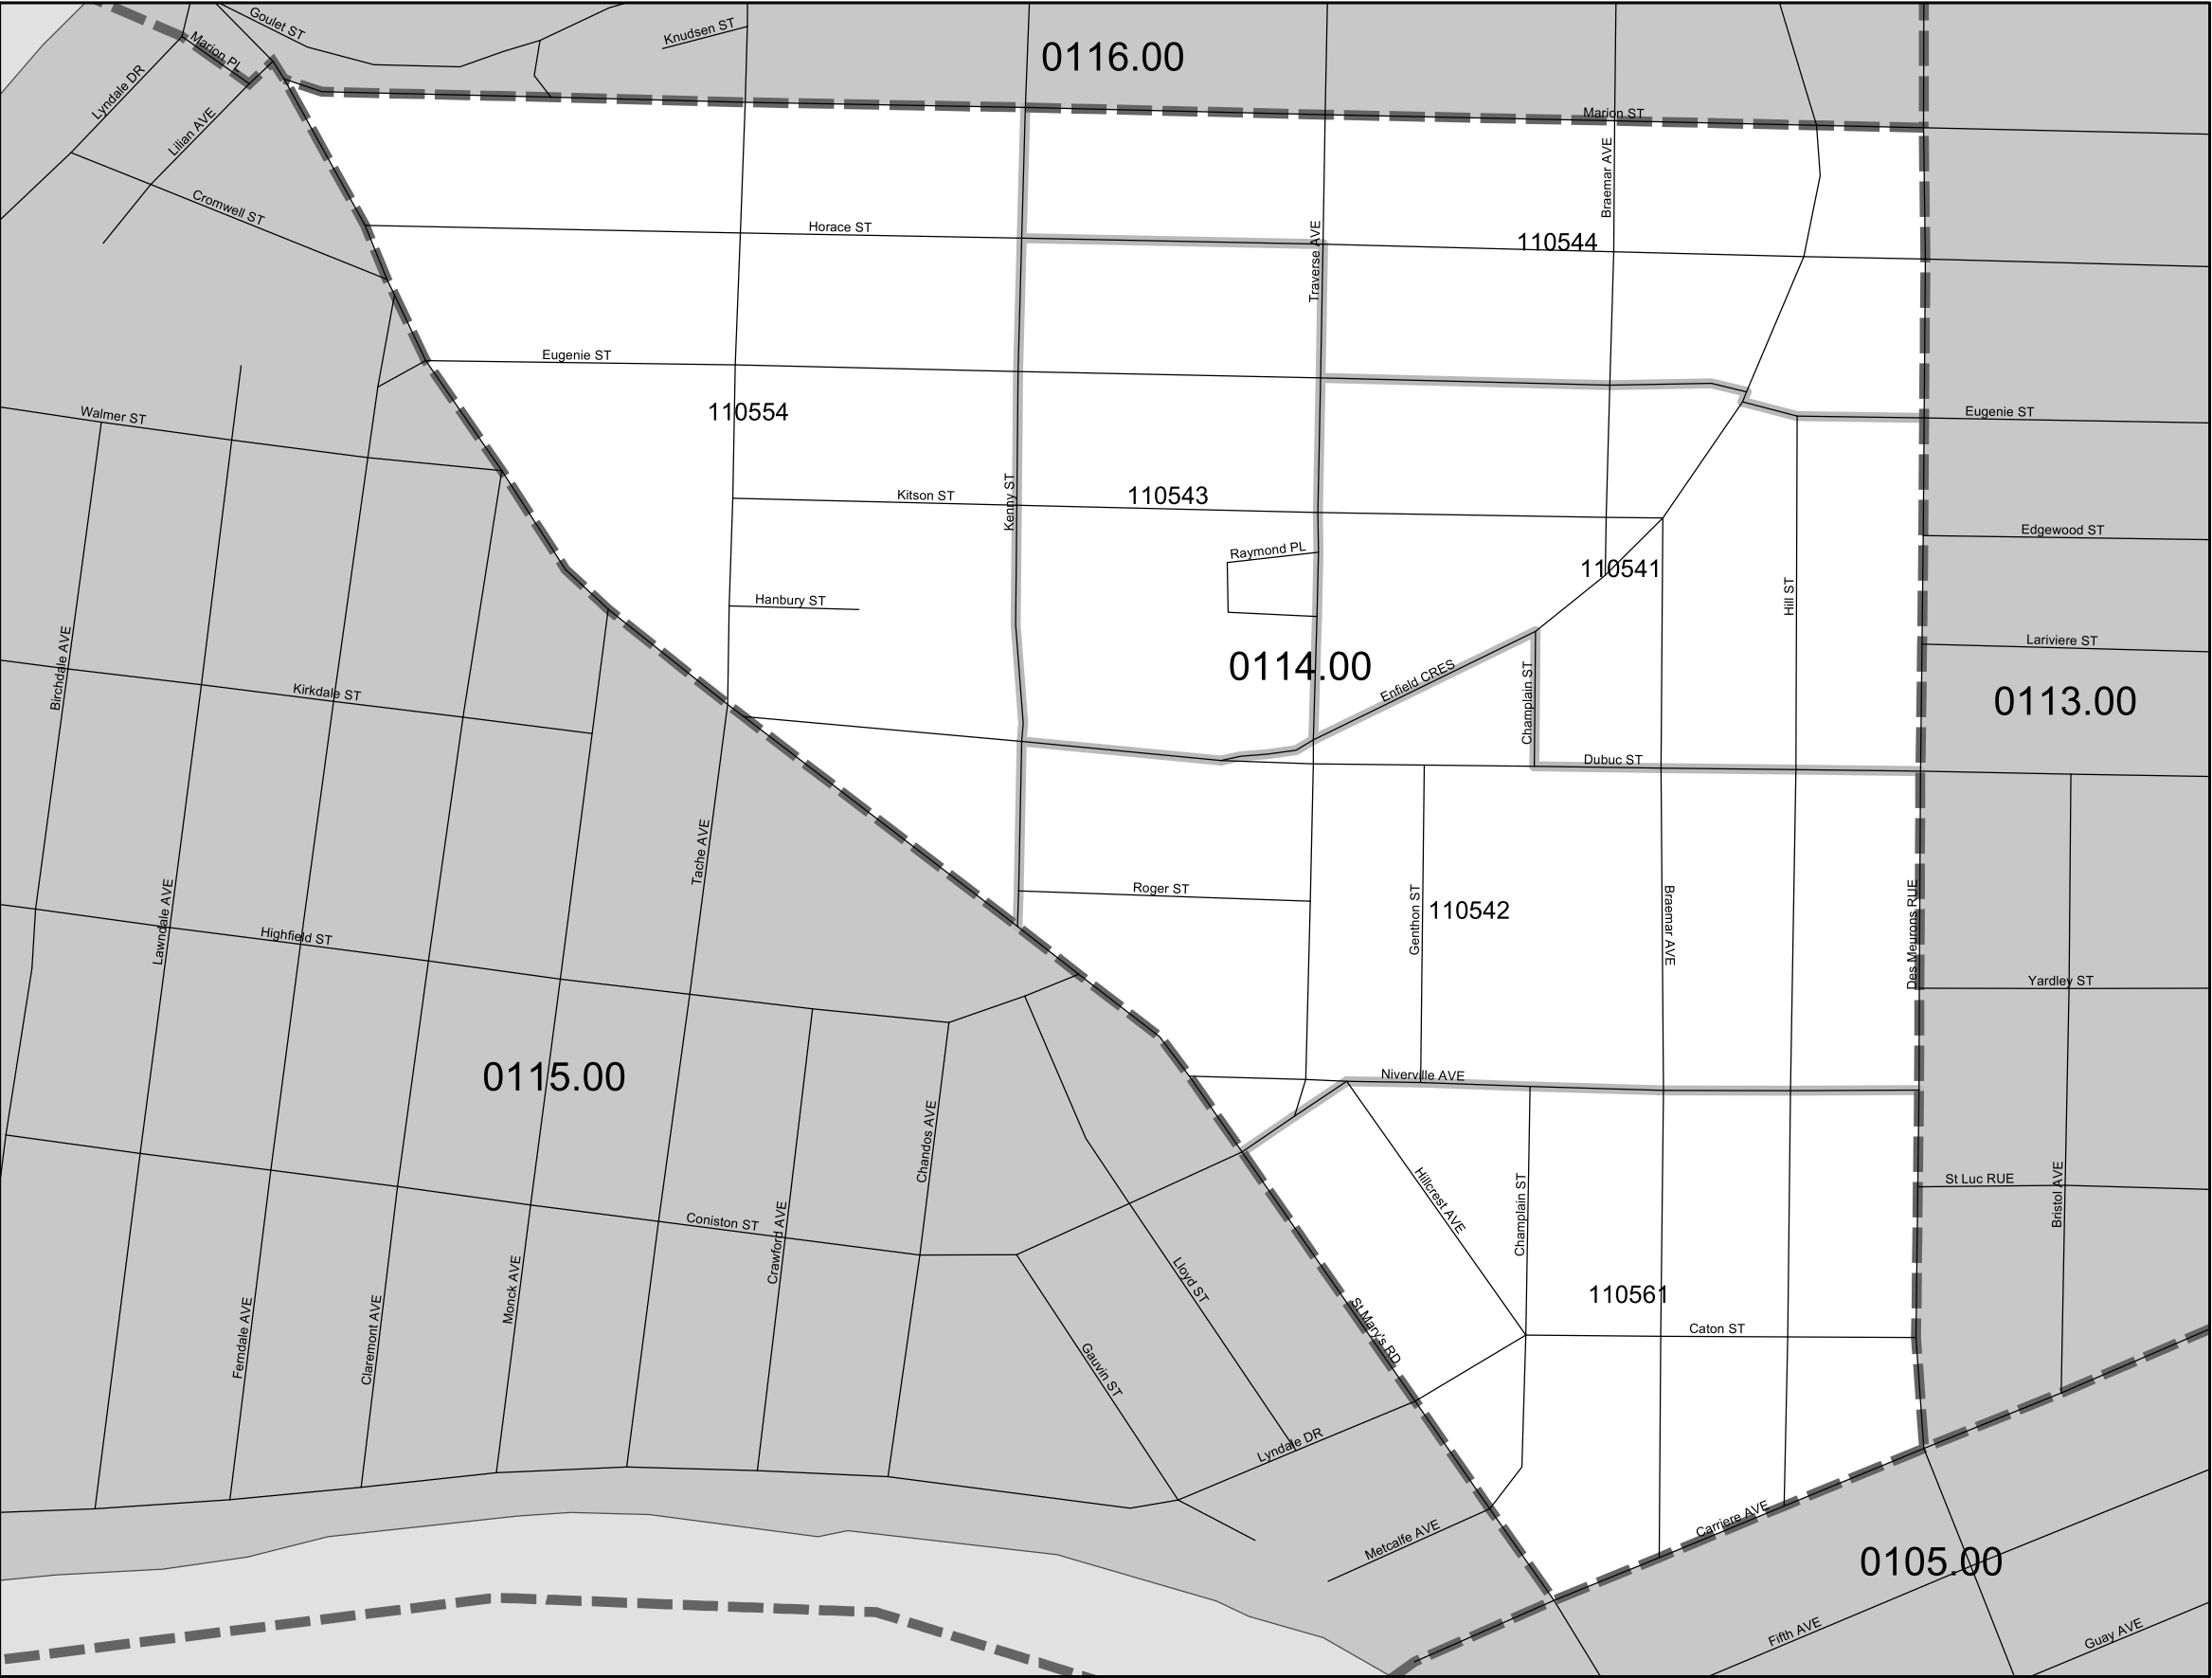 Goulet ST
Knudsen ST
0116.00
Marion PL
Lyndale DR
Lilian AVE
Marion ST
Braemar AVE
Cromwell ST
Horace ST
Traverse AVE
110544
Eugenie ST
110554
Walmer ST
Eugenie ST
Kenny ST
Kitson ST
110543
Edgewood ST
Raymond PL
110541
Hill ST
Hanbury ST
Birchdale AVE
Kirkdale ST
0114.00
Enfield CRES
Champlain ST
Lariviere ST
0113.00
Dubuc ST
Tache AVE
Lawndale AVE
Highfield ST
Roger ST
Genthon ST
110542
Braemar AVE
Des Meurons RUE
Yardley ST
0115.00
Niverville AVE
Chandos AVE
Hillcrest AVE
Champlain ST
St Luc RUE
Bristol AVE
Coniston ST
Crawford AVE
Monck AVE
Lloyd ST
110561
Ferndale AVE
Claremont AVE
Gauvin ST
St Mary's RD
Caton ST
Lyndale DR
Metcalfe AVE
Carriere AVE
0105.00
Fifth AVE
Guay AVE